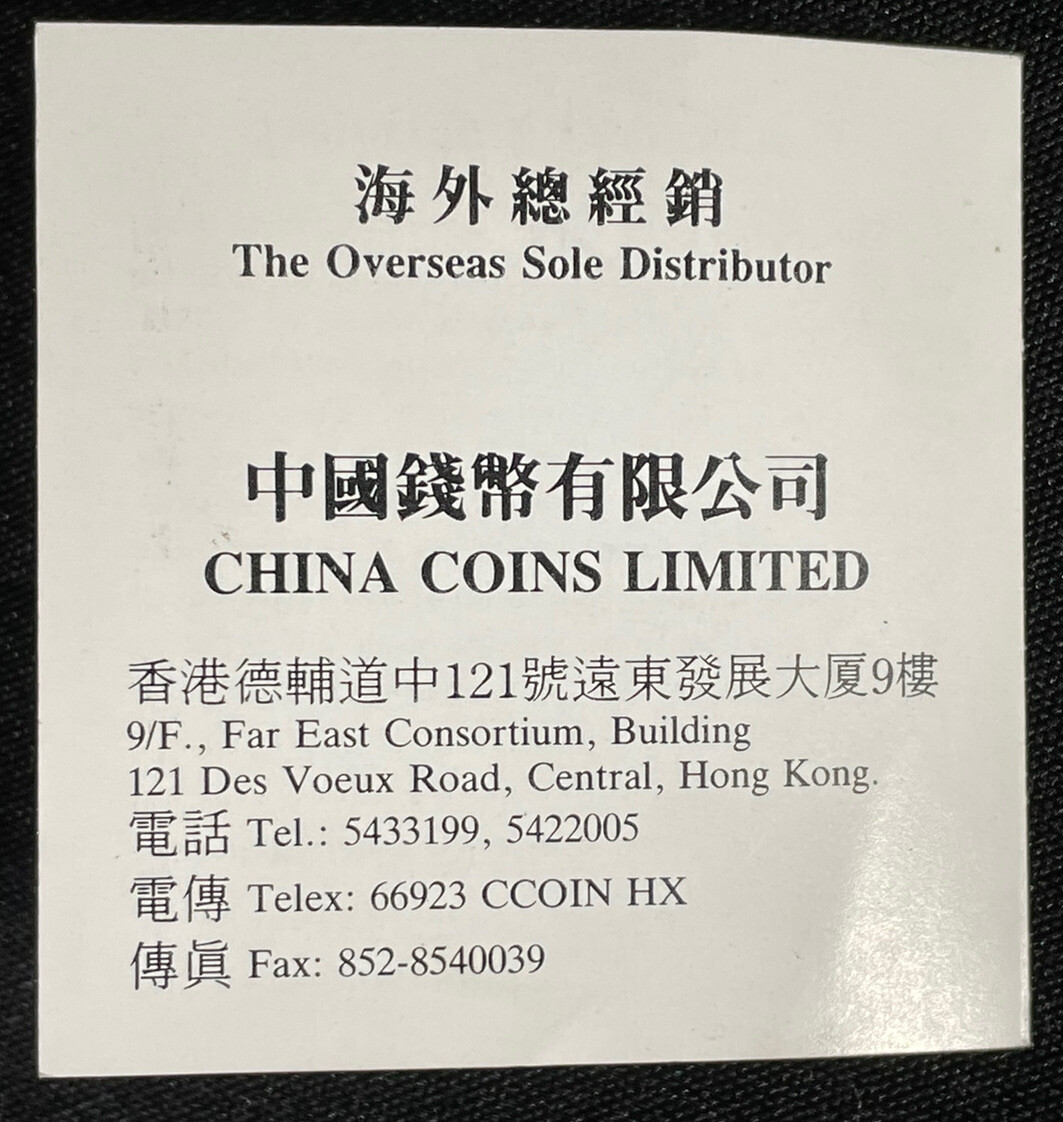 海外總經銷
The Overseas Sole Distributor
中國錢幣有限公司
CHINA COINS LIMITED
香港德輔道中121號遠東發展大厦9樓
9/F., Far East Consortium, Building
121 Des Voeux Road, Central, Hong Kong.
電話 Tel.: 5433199, 5422005
電傳 Telex: 66923 CCOIN HX
傳眞 Fax: 852-8540039